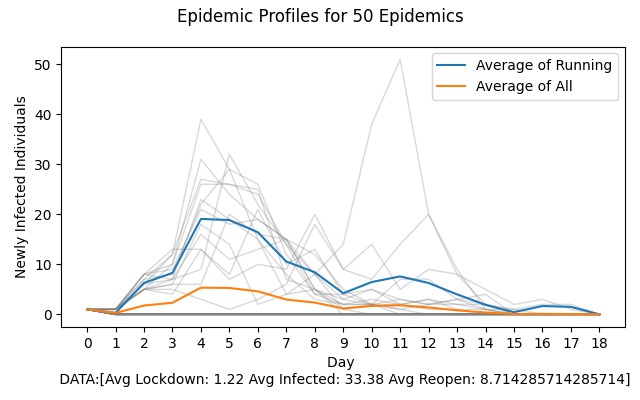 Epidemic Profiles for 50 Epidemics
Newly Infected Individuals
50
40
30
20
10
0
Average of Running
Average of All
0 1 2 3 4 5 6 7 8 9 10 11 12 13 14 15 16 17 18
Day
DATA:[Avg Lockdown: 1.22 Avg Infected: 33.38 Avg Reopen: 8.714285714285714]